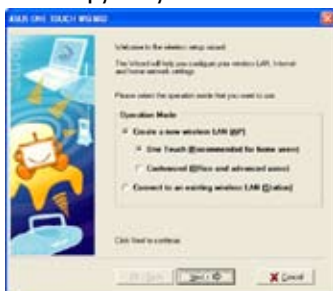 ASUS ONE TOUCH WIZARD
Welcome to the wireless setup wizard.
The Wizard will help you configure your wireless LAN, Internet
and home network settings.
Please select the operation mode that you want to use.
Operation Mode
Create a new wireless LAN (AP)
One Touch (Recommended for home users)
Customized (Office and advanced users)
Connect to an existing wireless LAN (Station)
Click Next to continue.
Next
Cancel